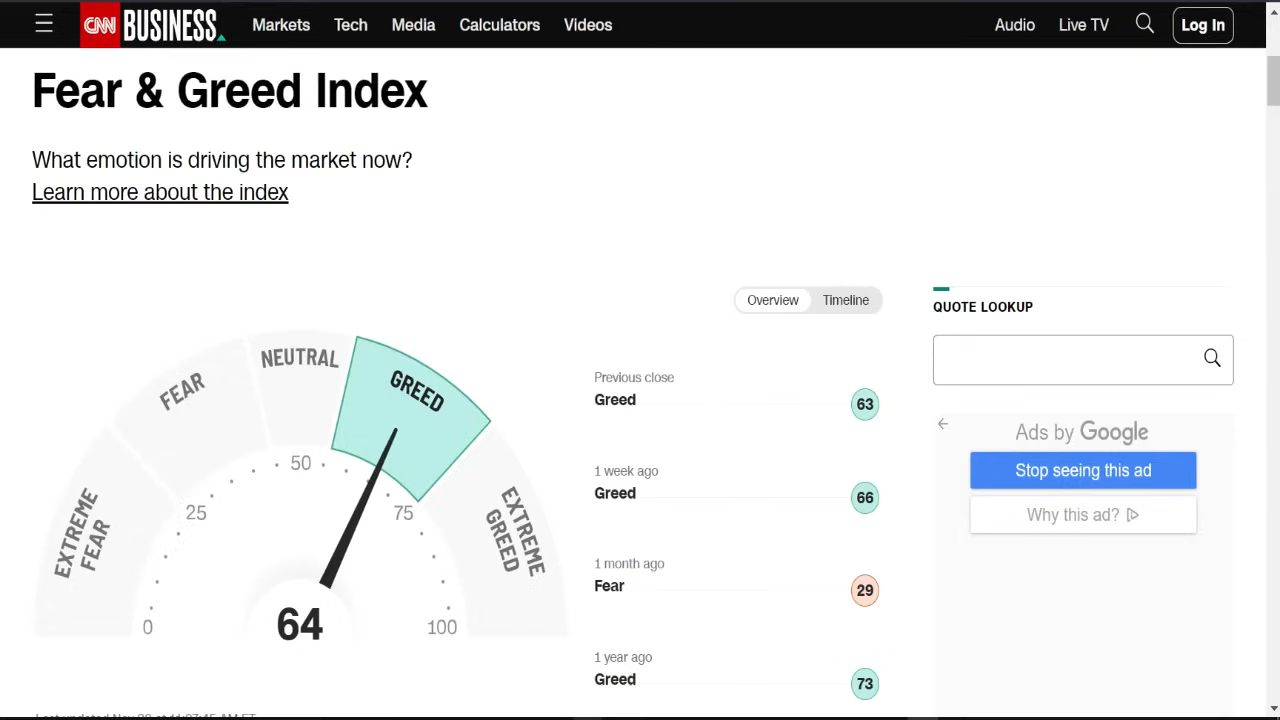 CNN BUSINESS
Markets
Tech
Media
Calculators
Videos
Audio
Live TV
Log In
Fear & Greed Index
What emotion is driving the market now?
Learn more about the index
Overview
Timeline
QUOTE LOOKUP
EXTREME FEAR
FEAR
NEUTRAL
GREED
EXTREME GREED
0
25
50
75
100
64
Previous close
Greed
63
1 week ago
Greed
66
1 month ago
Fear
29
1 year ago
Greed
73
Ads by Google
Stop seeing this ad
Why this ad?